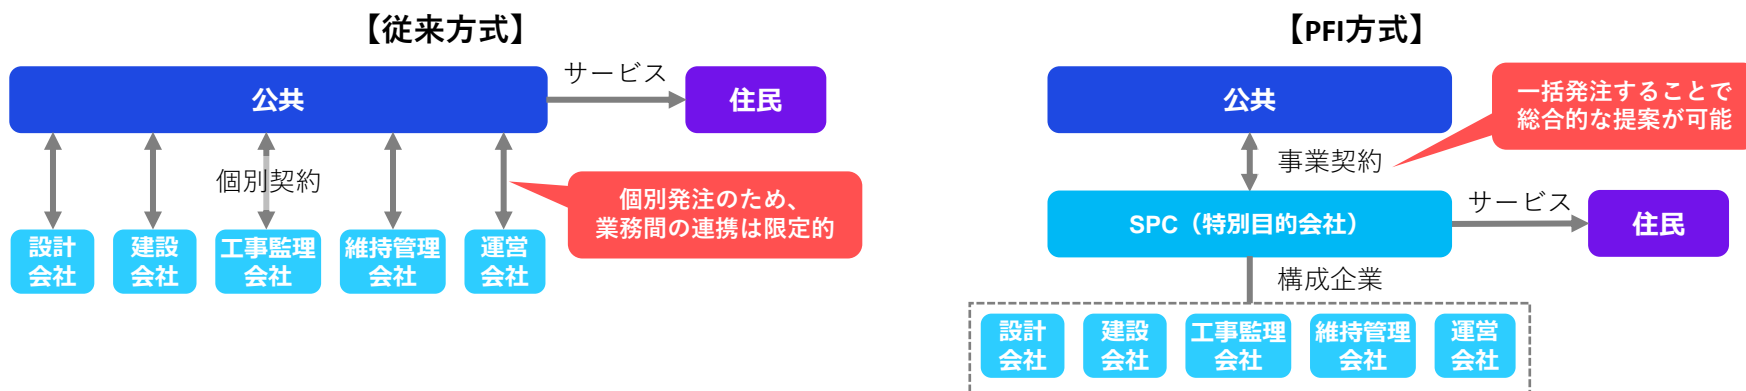 【従来方式】
公共
サービス
住民
個別契約
個別発注のため、
業務間の連携は限定的
設計
会社
建設
会社
工事監理
会社
維持管理
会社
運営
会社
【PFI方式】
公共
一括発注することで
総合的な提案が可能
事業契約
SPC（特別目的会社）
サービス
住民
構成企業
設計
会社
建設
会社
工事監理
会社
維持管理
会社
運営
会社